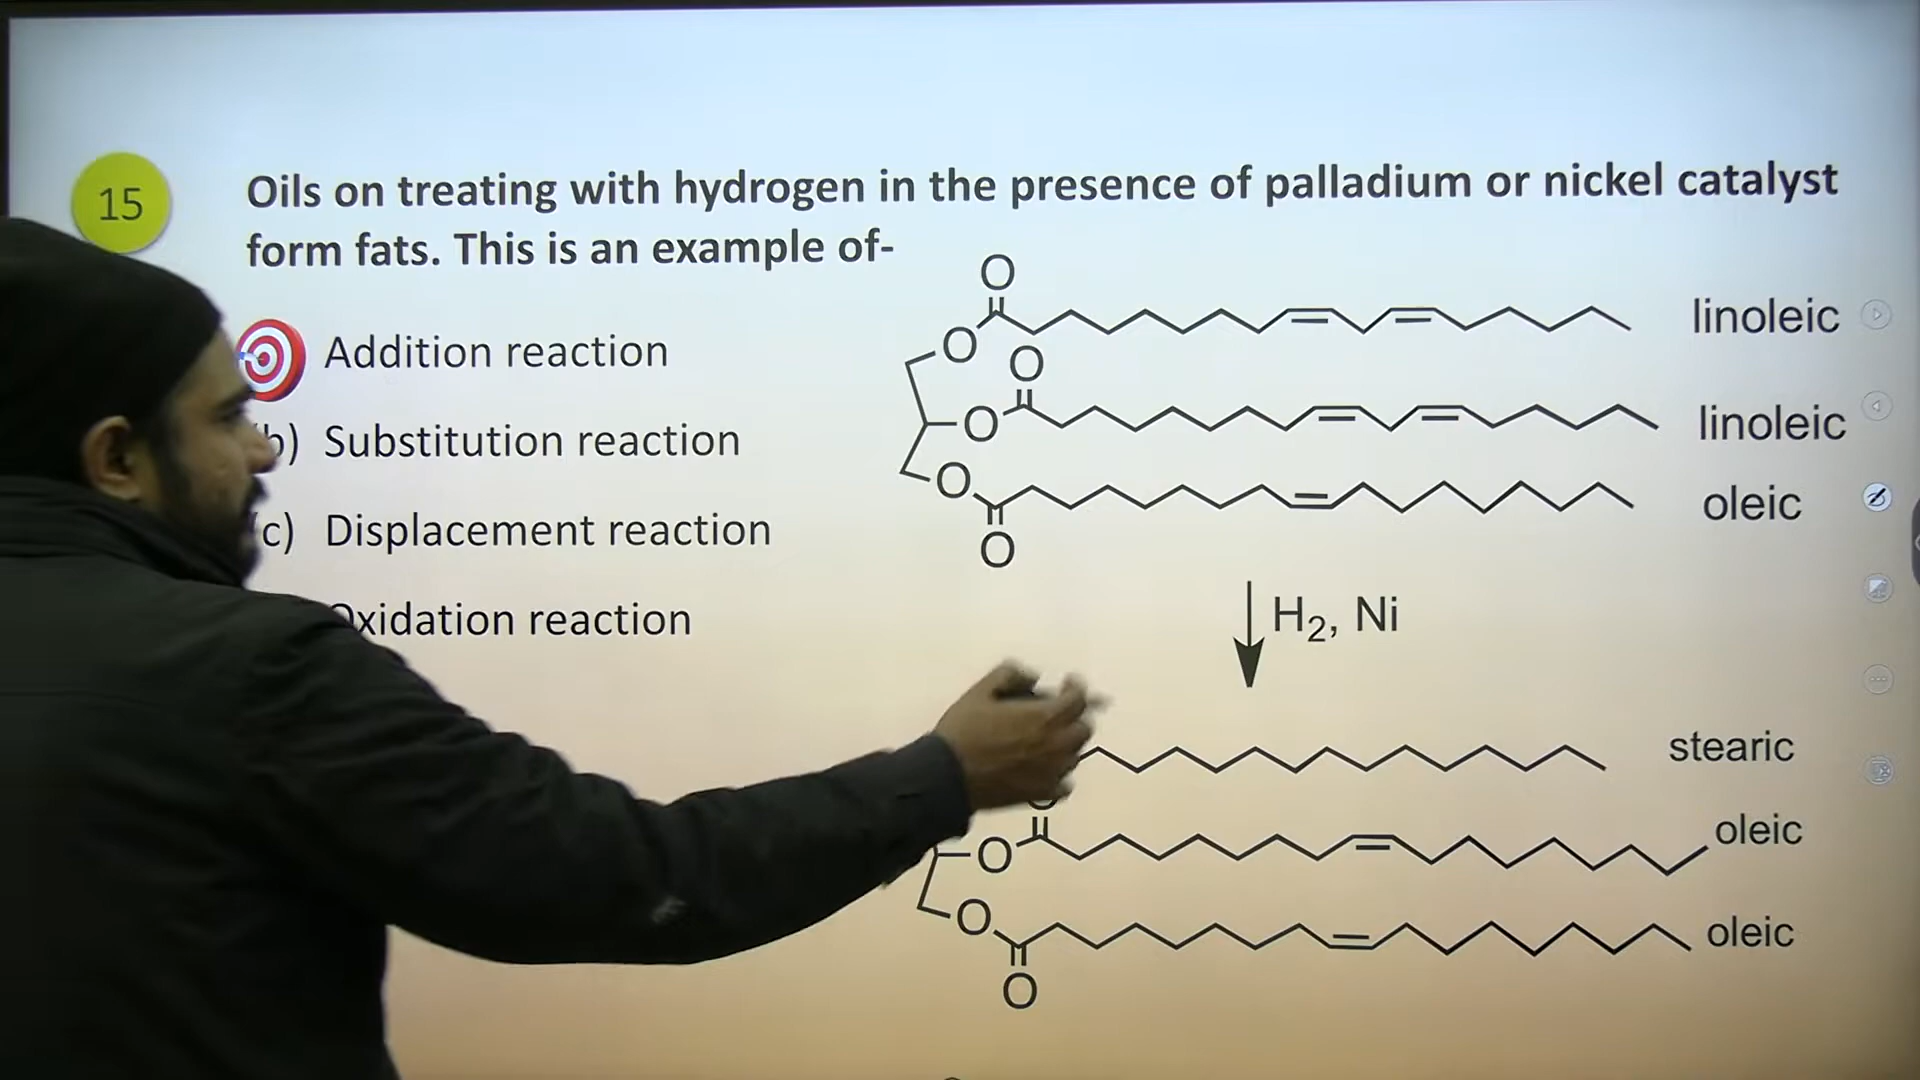 15
Oils on treating with hydrogen in the presence of palladium or nickel catalyst
form fats. This is an example of-
Addition reaction
b) Substitution reaction
c) Displacement reaction
Oxidation reaction
O
O
O
O
O
O
linoleic
linoleic
oleic
H₂, Ni
stearic
O
oleic
O
oleic
O